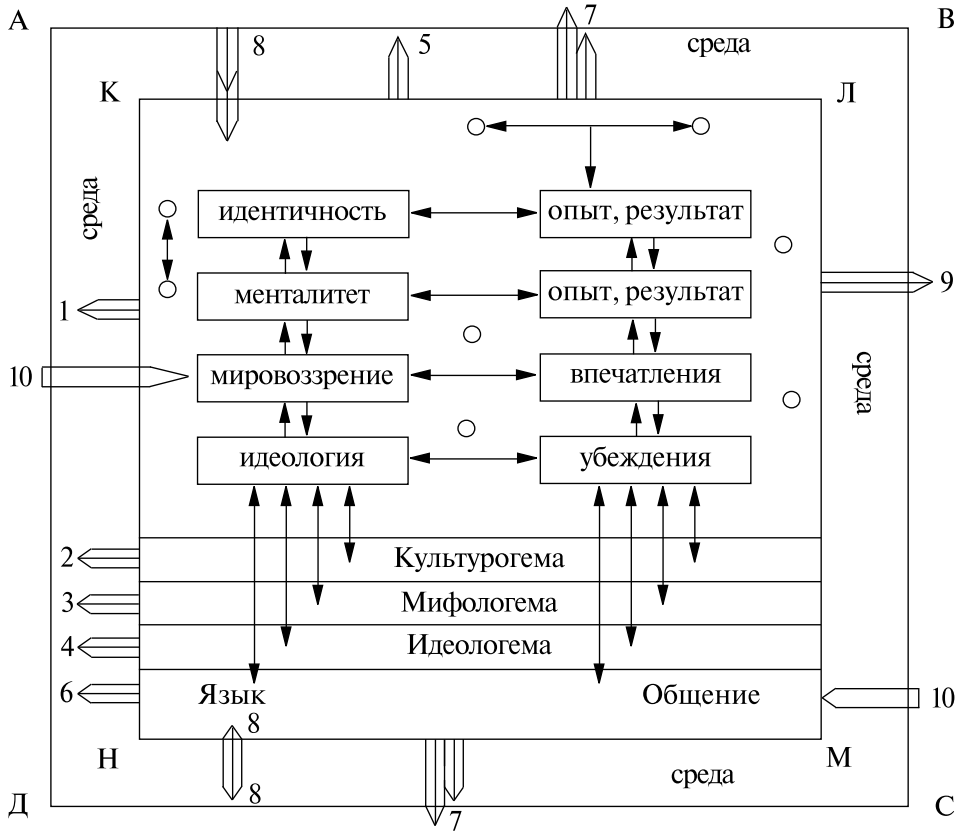 А
В
8
5
7
среда
К
Л
среда
идентичность
опыт, результат
менталитет
опыт, результат
1
9
10
мировоззрение
впечатления
среда
идеология
убеждения
2
Культурогема
3
Мифологема
4
Идеологема
6
Язык
Общение
10
8
Н
М
8
среда
7
Д
С